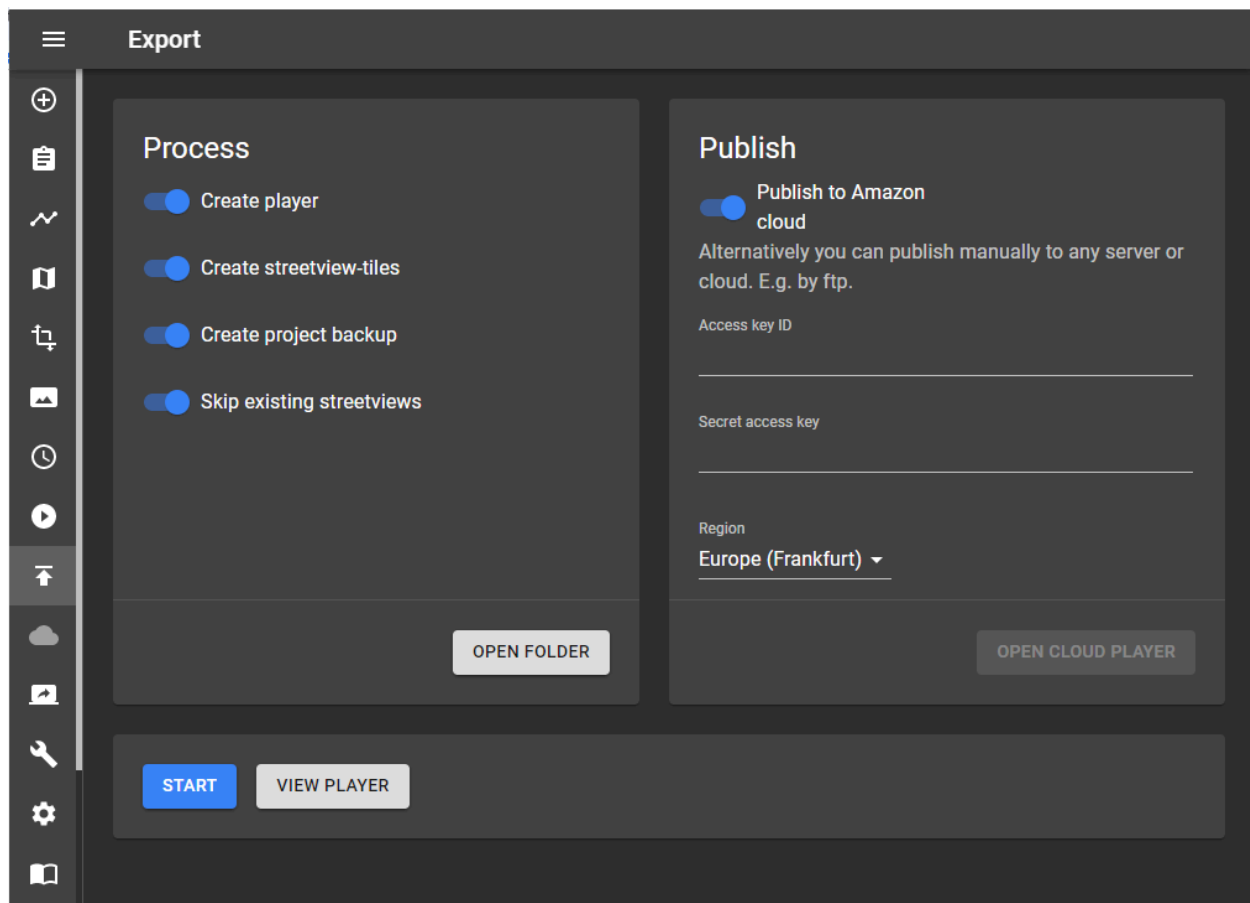 Export
Process
Create player
Create streetview-tiles
Create project backup
Skip existing streetviews
OPEN FOLDER
Publish
Publish to Amazon
cloud
Alternatively you can publish manually to any server or
cloud. E.g. by ftp.
Access key ID
Secret access key
Region
Europe (Frankfurt)
OPEN CLOUD PLAYER
START
VIEW PLAYER